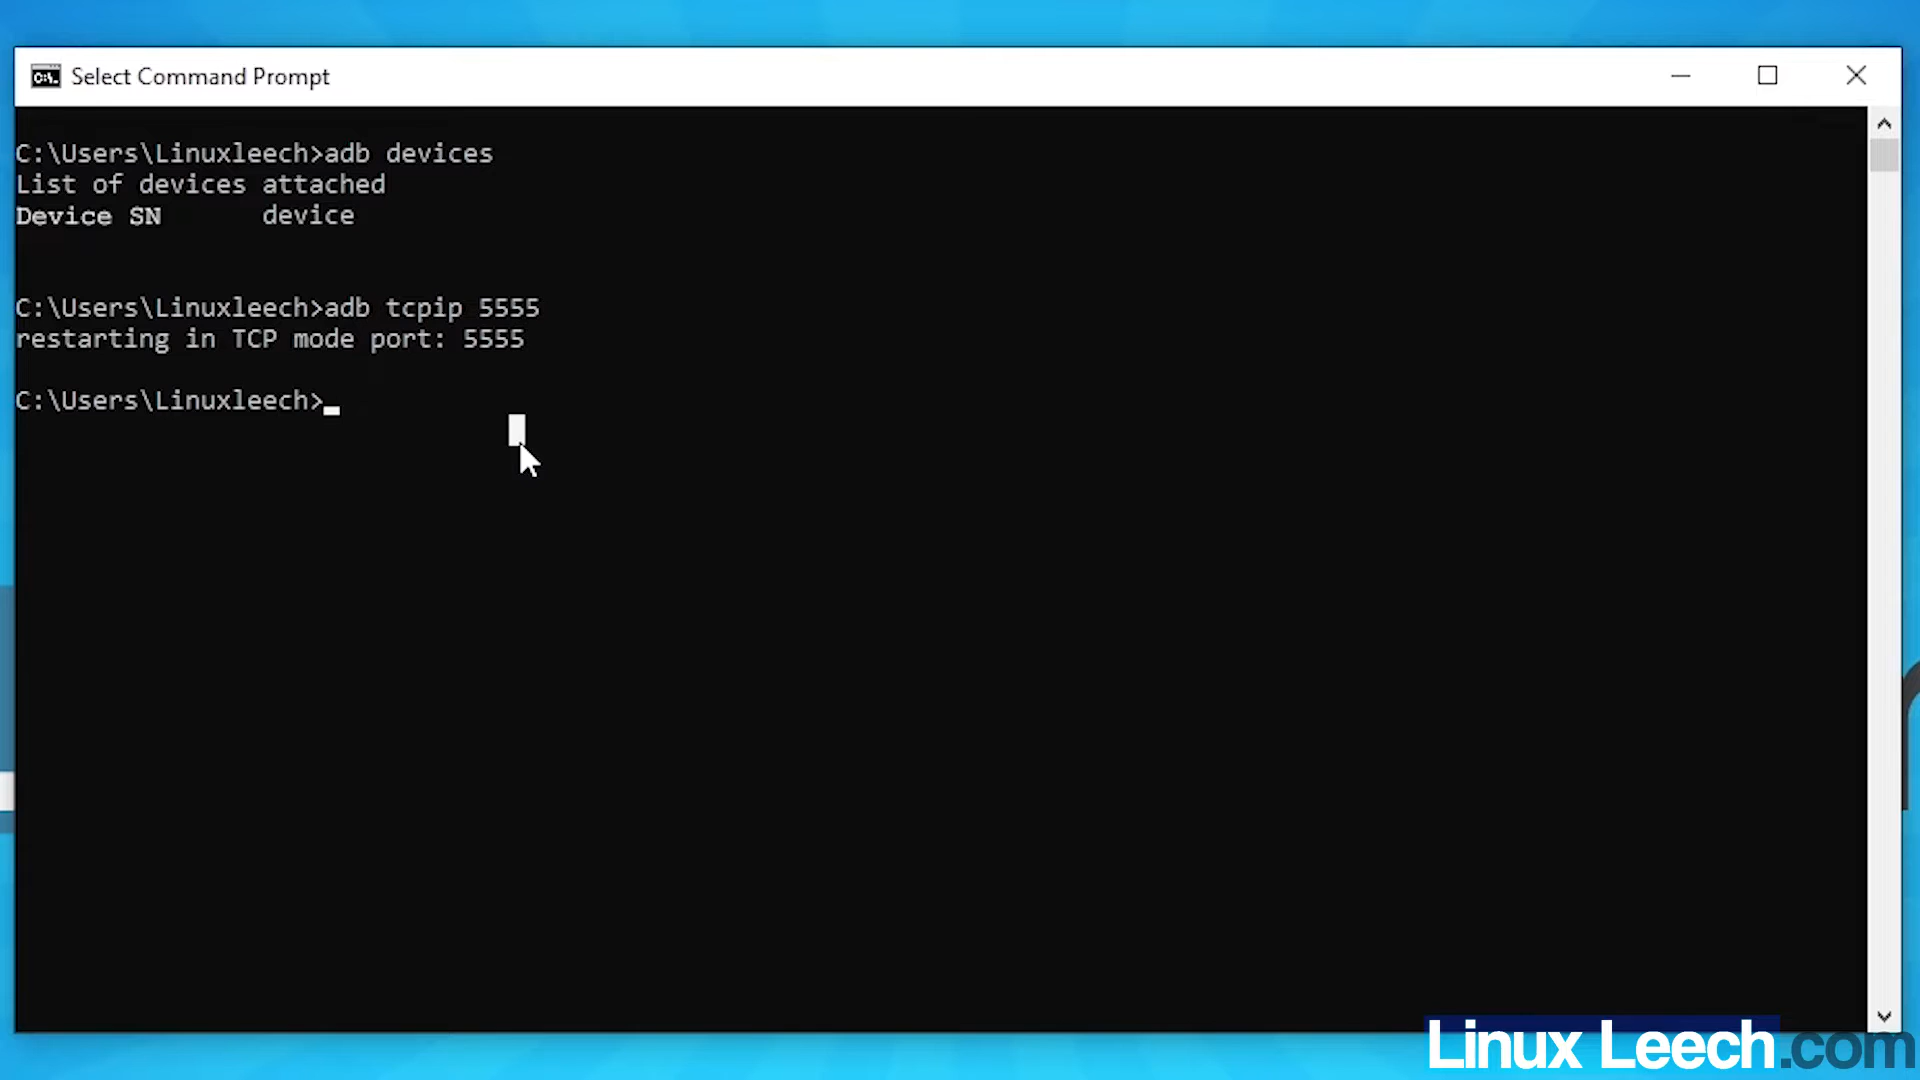 Select Command Prompt
C:\Users\Linuxleech>adb devices
List of devices attached
Device SN device
C:\Users\Linuxleech>adb tcpip 5555
restarting in TCP mode port: 5555
C:\Users\Linuxleech>
Linux Leech.com